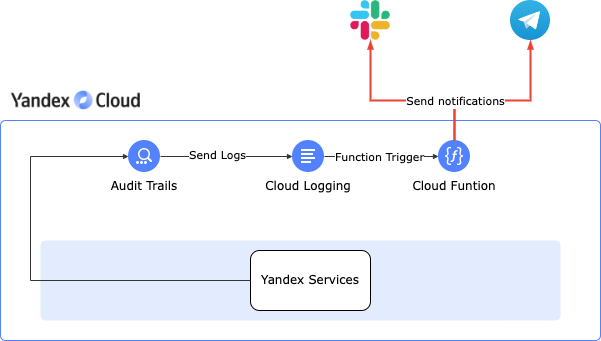 Yandex Cloud
Send notifications
Send Logs
Function Trigger
{ƒ}
Audit Trails
Cloud Logging
Cloud Funtion
Yandex Services